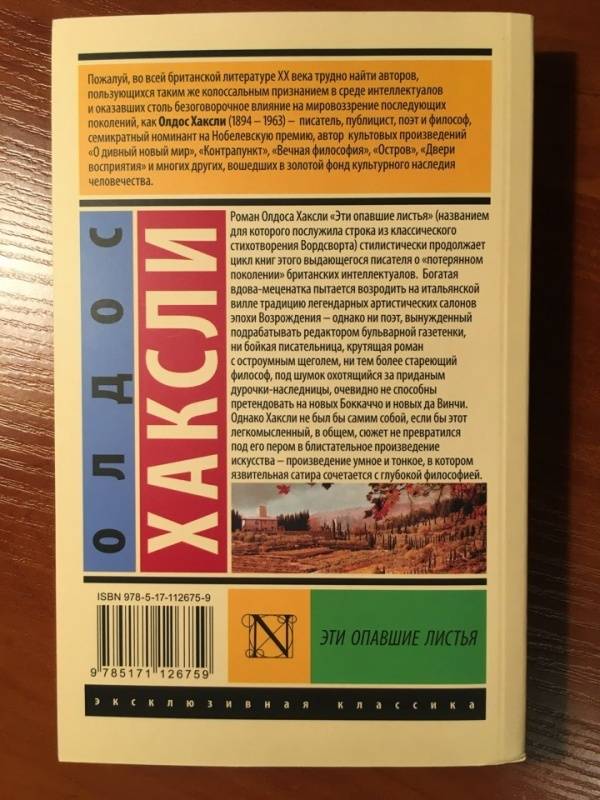 Пожалуй, во всей британской литературе XX века трудно найти авторов,
пользующихся таким же колоссальным признанием в среде интеллектуалов
и оказавших столь безоговорочное влияние на мировоззрение последующих
поколений, как Олдос Хаксли (1894 – 1963) – писатель, публицист, поэт и философ,
семикратный номинант на Нобелевскую премию, автор культовых произведений
«О дивный новый мир», «Контрапункт», «Вечная философия», «Остров», «Двери
восприятия» и многих других, вошедших в золотой фонд культурного наследия
человечества.
ОЛДОС
ХАКСЛИ
Роман Олдоса Хаксли «Эти опавшие листья» (названием
для которого послужила строка из классического
стихотворения Вордсворта) стилистически продолжает
цикл книг этого выдающегося писателя о «потерянном
поколении» британских интеллектуалов. Богатая
вдова-меценатка пытается возродить на итальянской
вилле традицию легендарных артистических салонов
эпохи Возрождения – однако ни поэт, вынужденный
подрабатывать редактором бульварной газетенки,
ни бойкая писательница, крутящая роман
с остроумным щеголем, ни тем более стареющий
философ, под шумок охотящийся за приданым
дурочки-наследницы, очевидно не способны
претендовать на новых Боккаччо и новых да Винчи.
Однако Хаксли не был бы самим собой, если бы этот
легкомысленный, в общем, сюжет не превратился
под его пером в блистательное произведение
искусства – произведение умное и тонкое, в котором
язвительная сатира сочетается с глубокой философией.
ISBN 978-5-17-112675-9
9 785171 126759
N
ЭТИ ОПАВШИЕ ЛИСТЬЯ
эксклюзивная классика